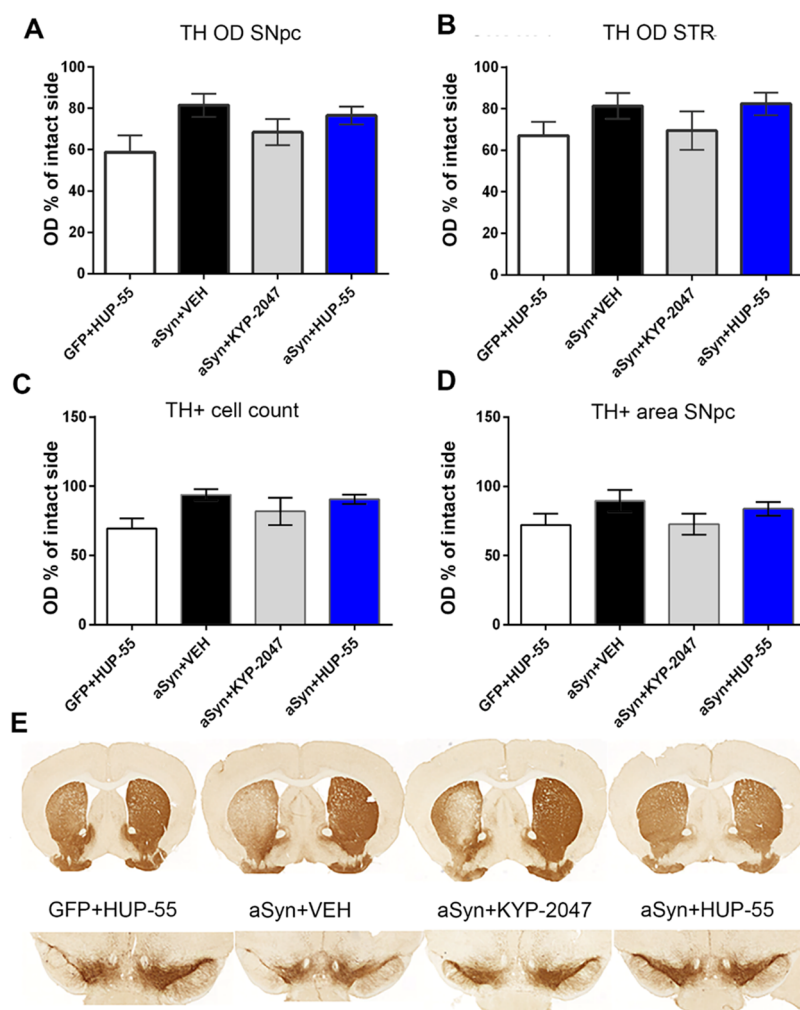 A
TH OD SNpc
OD % of intact side
100
80
60
40
20
0
GFP+HUP-55
aSyn+VEH
aSyn+KYP-2047
aSyn+HUP-55
B
TH OD STR
OD % of intact side
100
80
60
40
20
0
GFP+HUP-55
aSyn+VEH
aSyn+KYP-2047
aSyn+HUP-55
C
TH+ cell count
OD % of intact side
150
100
50
0
GFP+HUP-55
aSyn+VEH
aSyn+KYP-2047
aSyn+HUP-55
D
TH+ area SNpc
OD % of intact side
150
100
50
0
GFP+HUP-55
aSyn+VEH
aSyn+KYP-2047
aSyn+HUP-55
E
GFP+HUP-55
aSyn+VEH
aSyn+KYP-2047
aSyn+HUP-55